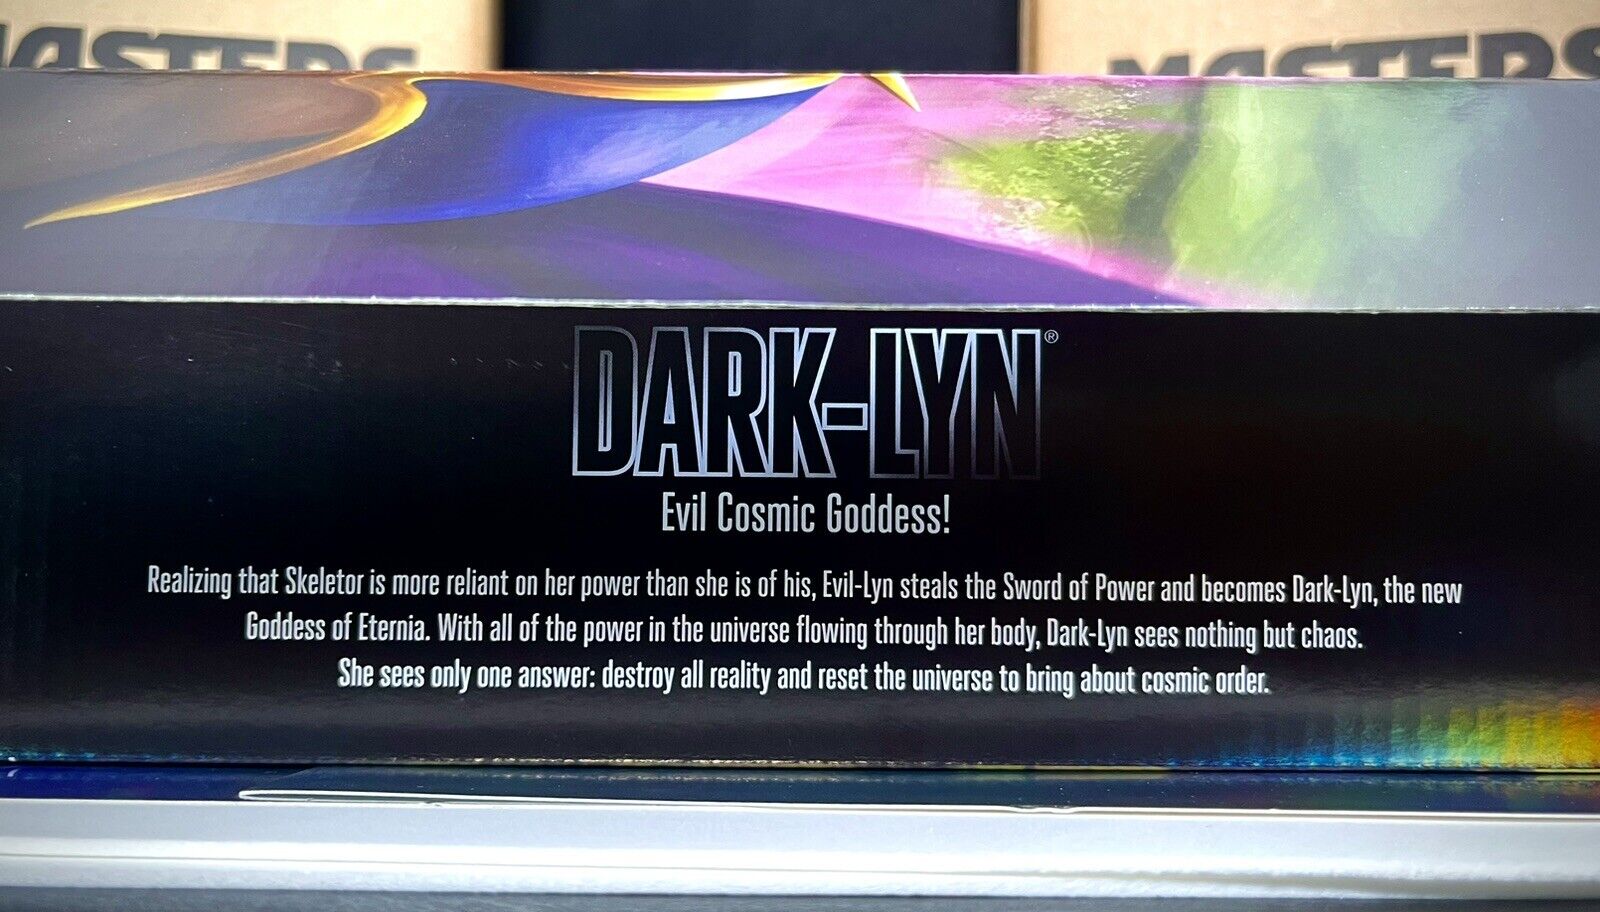 MASTERS
MASTERS
DARK-LYN®
Evil Cosmic Goddess!
Realizing that Skeletor is more reliant on her power than she is of his, Evil-Lyn steals the Sword of Power and becomes Dark-Lyn, the new
Goddess of Eternia. With all of the power in the universe flowing through her body, Dark-Lyn sees nothing but chaos.
She sees only one answer: destroy all reality and reset the universe to bring about cosmic order.